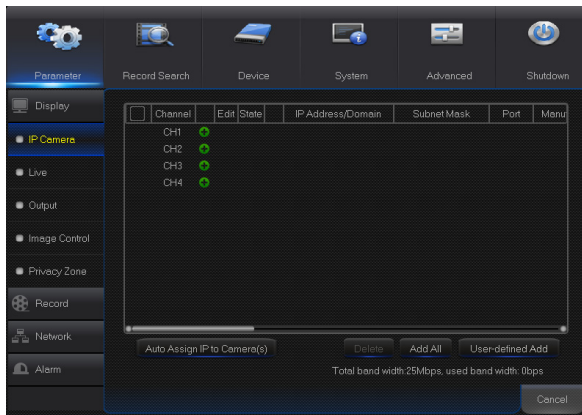 Parameter Record Search Device System Advanced Shutdown
Display
IP Camera
Live
Output
Image Control
Privacy Zone
Record
Network
Alarm
Channel Edit State IP Address/Domain Subnet Mask Port Manu
CH1
CH2
CH3
CH4
Auto Assign IP to Camera(s) Delete Add All User-defined Add
Total band width:25Mbps, used band width: 0bps
Cancel